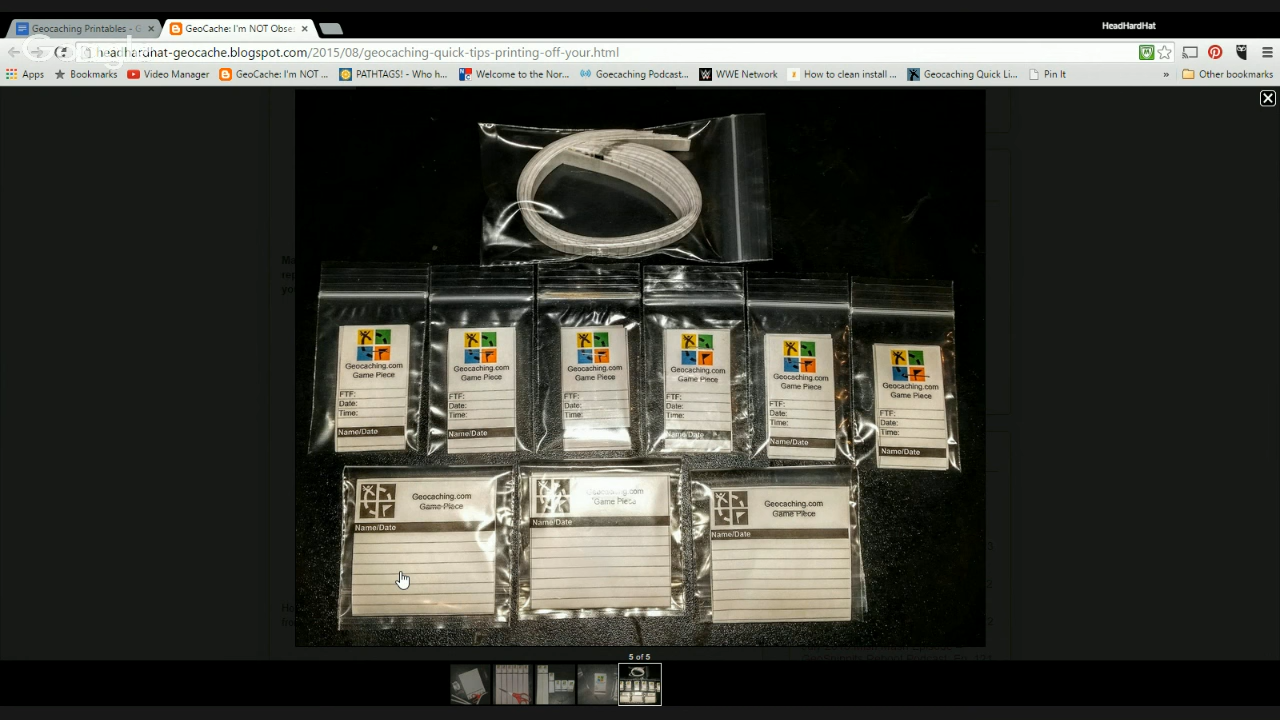 HeadHardHat
Geocaching Printables - G
GeoCache: I'm NOT Obse
headhardhat-geocache.blogspot.com/2015/08/geocaching-quick-tips-printing-off-your.html
Apps Bookmarks Video Manager GeoCache: I'm NOT ... PATHTAGS! - Who h... Welcome to the Nor... Goecaching Podcast... WWE Network How to clean install ... Geocaching Quick Li... Pin It » Other bookmarks
Geocaching.com
Game Piece
FTF:
Date:
Time:
Name/Date
Geocaching.com
Game Piece
FTF:
Date:
Time:
Name/Date
Geocaching.com
Game Piece
FTF:
Date:
Time:
Geocaching.com
Game Piece
FTF:
Date:
Time:
Name/Date
Geocaching.com
Game Piece
FTF:
Date:
Time:
Name/Date
Geocaching.com
Game Piece
FTF:
Date:
Time:
Name/Date
Geocaching.com
Game Piece
Name/Date
Geocaching.com
Game Piece
Name/Date
Geocaching.com
Game Piece
Name/Date
5 of 5